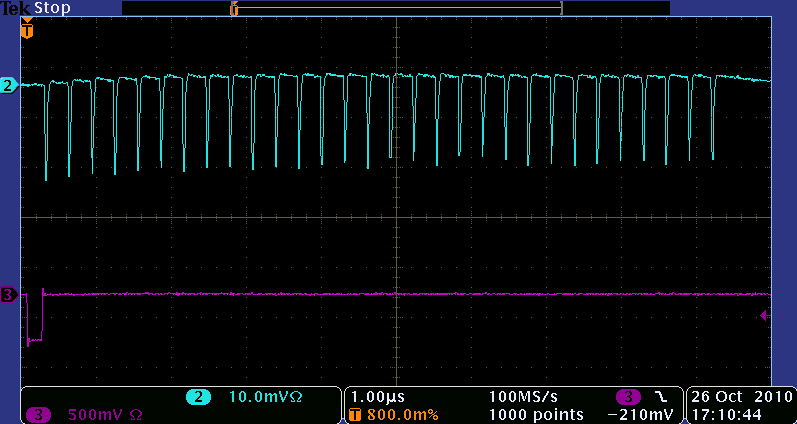 Tek Stop
T
T
2
3
2 10.0mVΩ
3 500mV Ω
1.00µs
T 800.0m%
100MS/s
1000 points
3
−210mV
26 Oct 2010
17:10:44